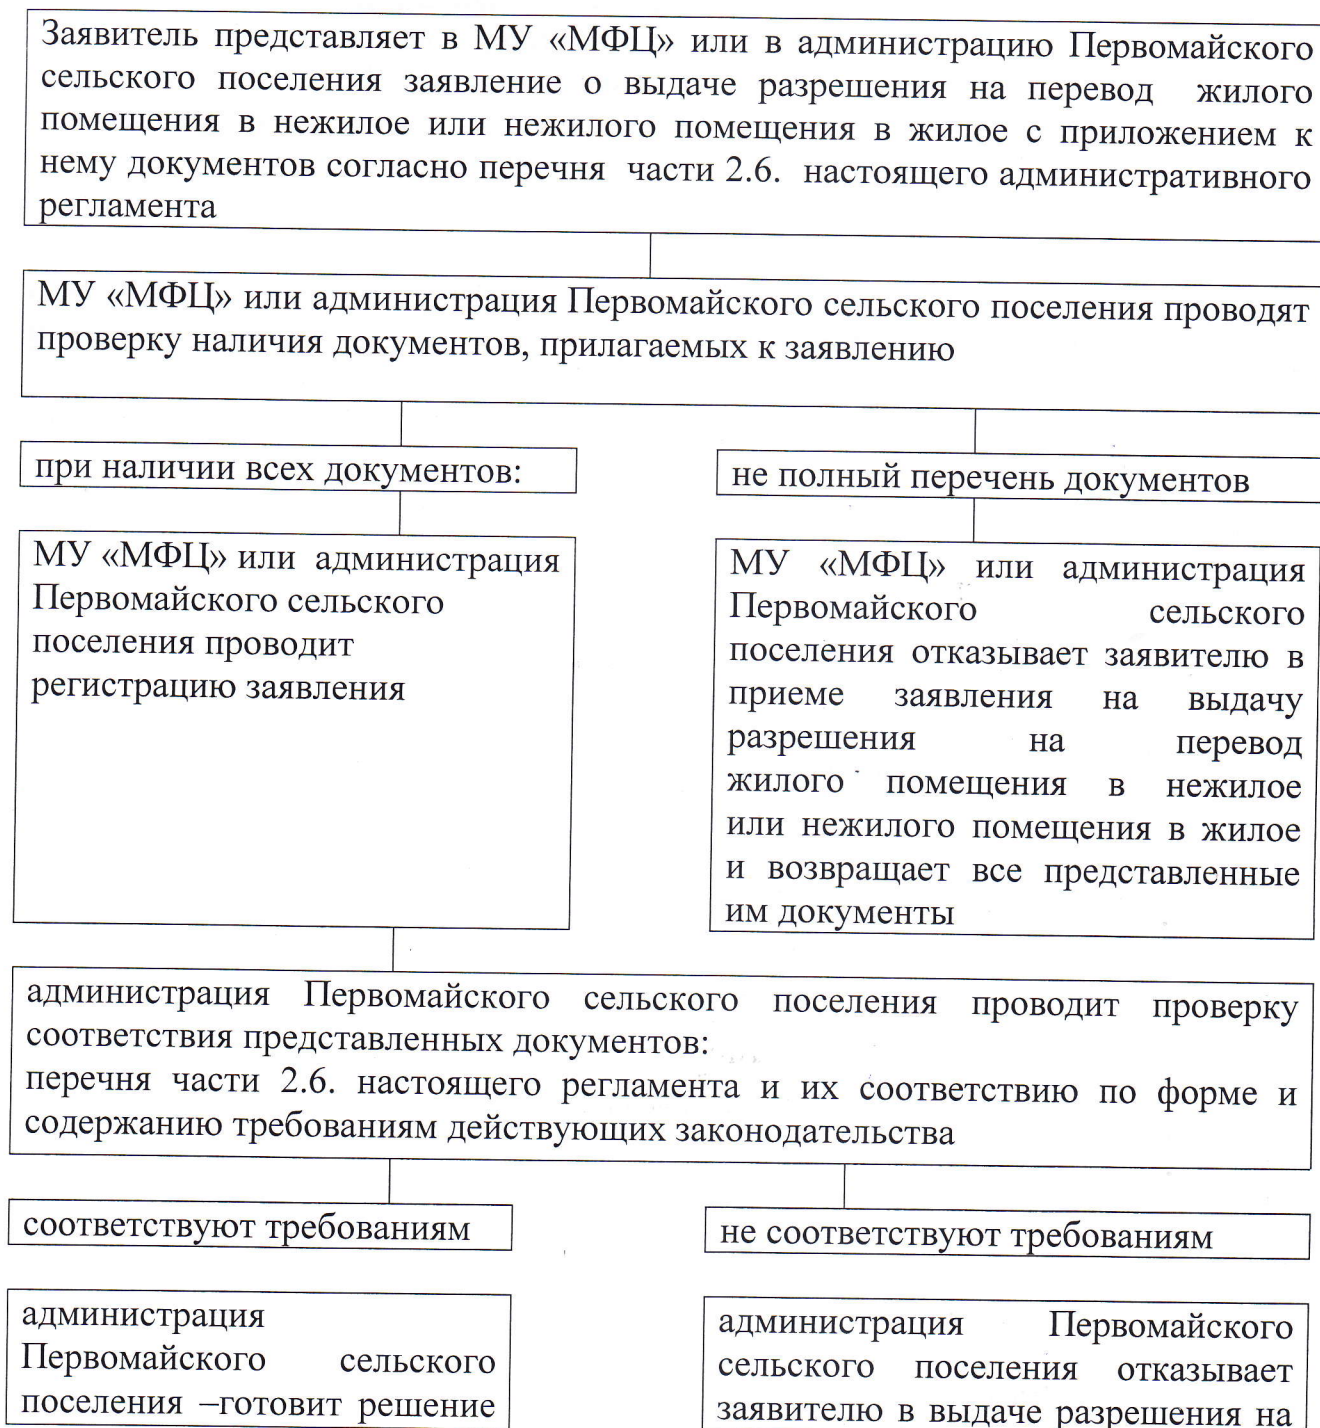 Заявитель представляет в МУ «МФЦ» или в администрацию Первомайского
сельского поселения заявление о выдаче разрешения на перевод жилого
помещения в нежилое или нежилого помещения в жилое с приложением к
нему документов согласно перечня части 2.6. настоящего административного
регламента
МУ «МФЦ» или администрация Первомайского сельского поселения проводят
проверку наличия документов, прилагаемых к заявлению
при наличии всех документов:
не полный перечень документов
МУ «МФЦ» или администрация
Первомайского сельского
поселения проводит
регистрацию заявления
МУ «МФЦ» или администрация
Первомайского сельского
поселения отказывает заявителю в
приеме заявления на выдачу
разрешения на перевод
жилого помещения в нежилое
или нежилого помещения в жилое
и возвращает все представленные
им документы
администрация Первомайского сельского поселения проводит проверку
соответствия представленных документов:
перечня части 2.6. настоящего регламента и их соответствию по форме и
содержанию требованиям действующих законодательства
соответствуют требованиям
не соответствуют требованиям
администрация
Первомайского сельского
поселения –готовит решение
администрация Первомайского
сельского поселения отказывает
заявителю в выдаче разрешения на